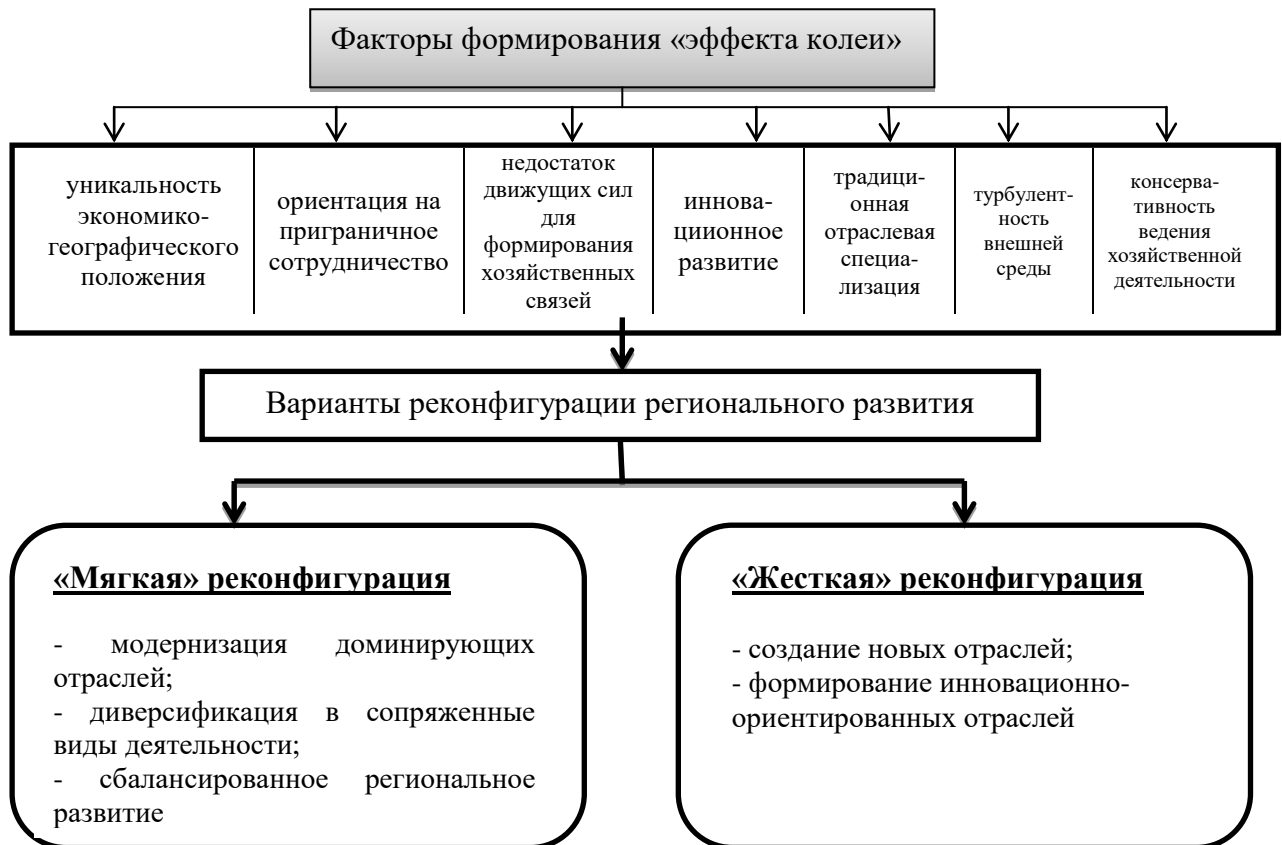 Факторы формирования «эффекта колеи»
уникальность
экономико-
географического
положения
ориентация на
приграничное
сотрудничество
недостаток
движущих сил
для
формирования
хозяйственных
связей
иннова-
циионное
развитие
традици-
онная
отраслевая
специа-
лизация
турбулент-
ность
внешней
среды
консерва-
тивность
ведения
хозяйственной
деятельности
Варианты реконфигурации регионального развития
«Мягкая» реконфигурация
- модернизация доминирующих
отраслей;
- диверсификация в сопряженные
виды деятельности;
- сбалансированное региональное
развитие
«Жесткая» реконфигурация
- создание новых отраслей;
- формирование инновационно-
ориентированных отраслей